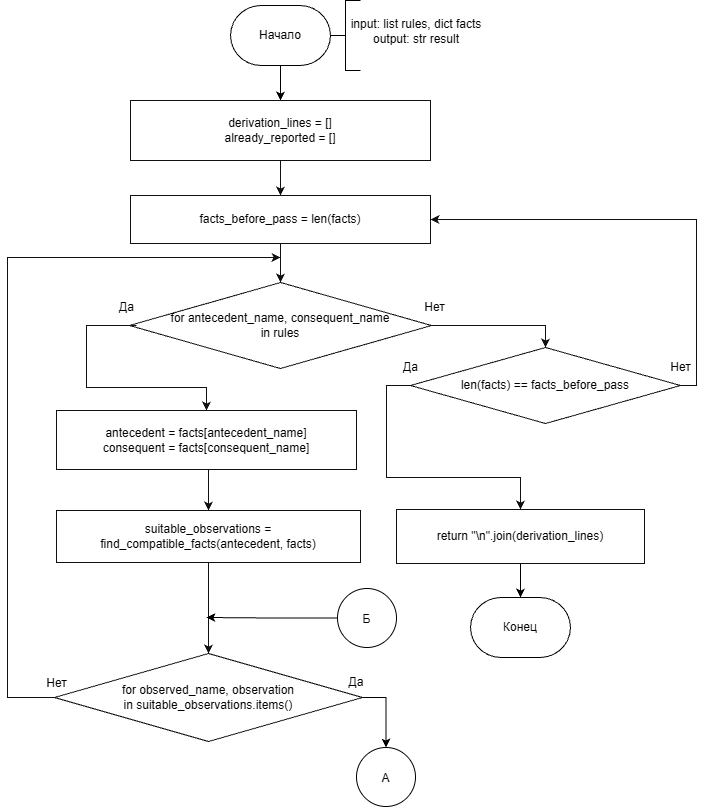 Начало
input: list rules, dict facts
output: str result
derivation_lines = []
already_reported = []
facts_before_pass = len(facts)
Да
for antecedent_name, consequent_name
in rules
Нет
Да
len(facts) == facts_before_pass
Нет
antecedent = facts[antecedent_name]
consequent = facts[consequent_name]
suitable_observations =
find_compatible_facts(antecedent, facts)
return "\n".join(derivation_lines)
Б
Конец
Нет
for observed_name, observation
in suitable_observations.items()
Да
А